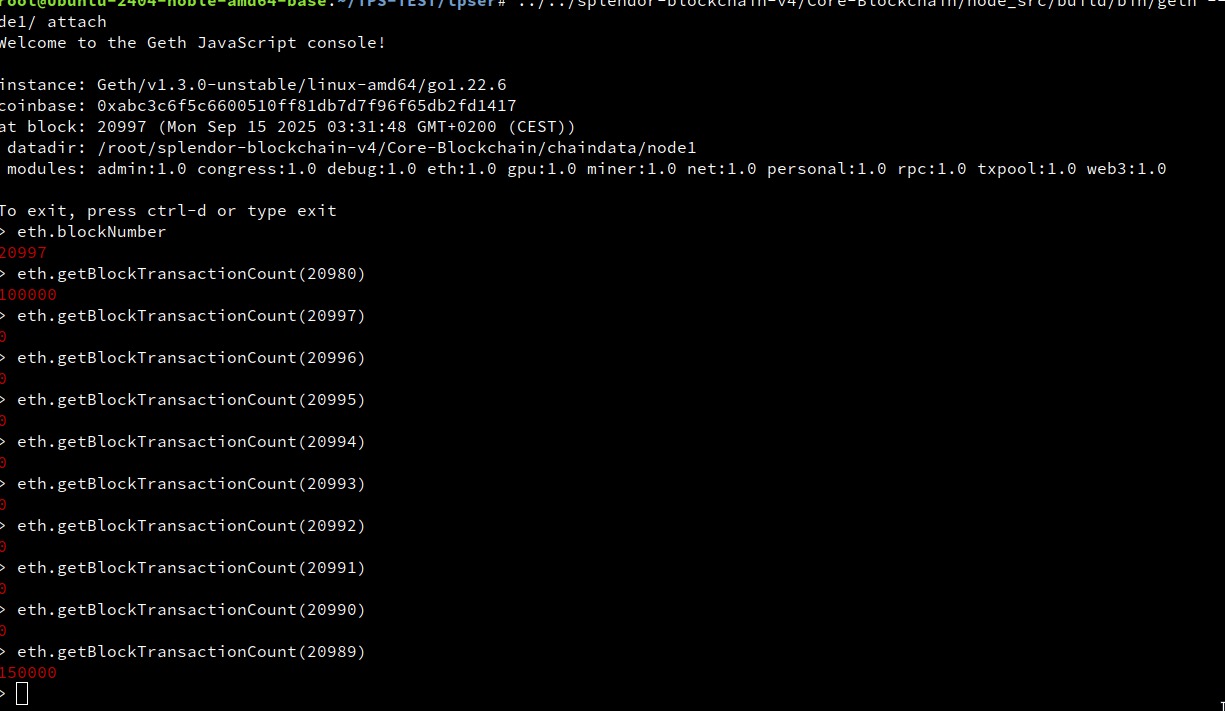 root@Ubuntu-2404-noble-amd64-base:~/TPS-TEST/tpser# ../../splendor-blockchain-v4/Core-Blockchain/node_src/build/bin/geth --
de1/ attach
Welcome to the Geth JavaScript console!
instance: Geth/v1.3.0-unstable/linux-amd64/go1.22.6
coinbase: 0xabc3c6f5c6600510ff81db7d7f96f65db2fd1417
at block: 20997 (Mon Sep 15 2025 03:31:48 GMT+0200 (CEST))
datadir: /root/splendor-blockchain-v4/Core-Blockchain/chaindata/node1
modules: admin:1.0 congress:1.0 debug:1.0 eth:1.0 gpu:1.0 miner:1.0 net:1.0 personal:1.0 rpc:1.0 txpool:1.0 web3:1.0
To exit, press ctrl-d or type exit
> eth.blockNumber
20997
> eth.getBlockTransactionCount(20980)
100000
> eth.getBlockTransactionCount(20997)
0
> eth.getBlockTransactionCount(20996)
0
> eth.getBlockTransactionCount(20995)
0
> eth.getBlockTransactionCount(20994)
0
> eth.getBlockTransactionCount(20993)
0
> eth.getBlockTransactionCount(20992)
0
> eth.getBlockTransactionCount(20991)
0
> eth.getBlockTransactionCount(20990)
0
> eth.getBlockTransactionCount(20989)
150000
>